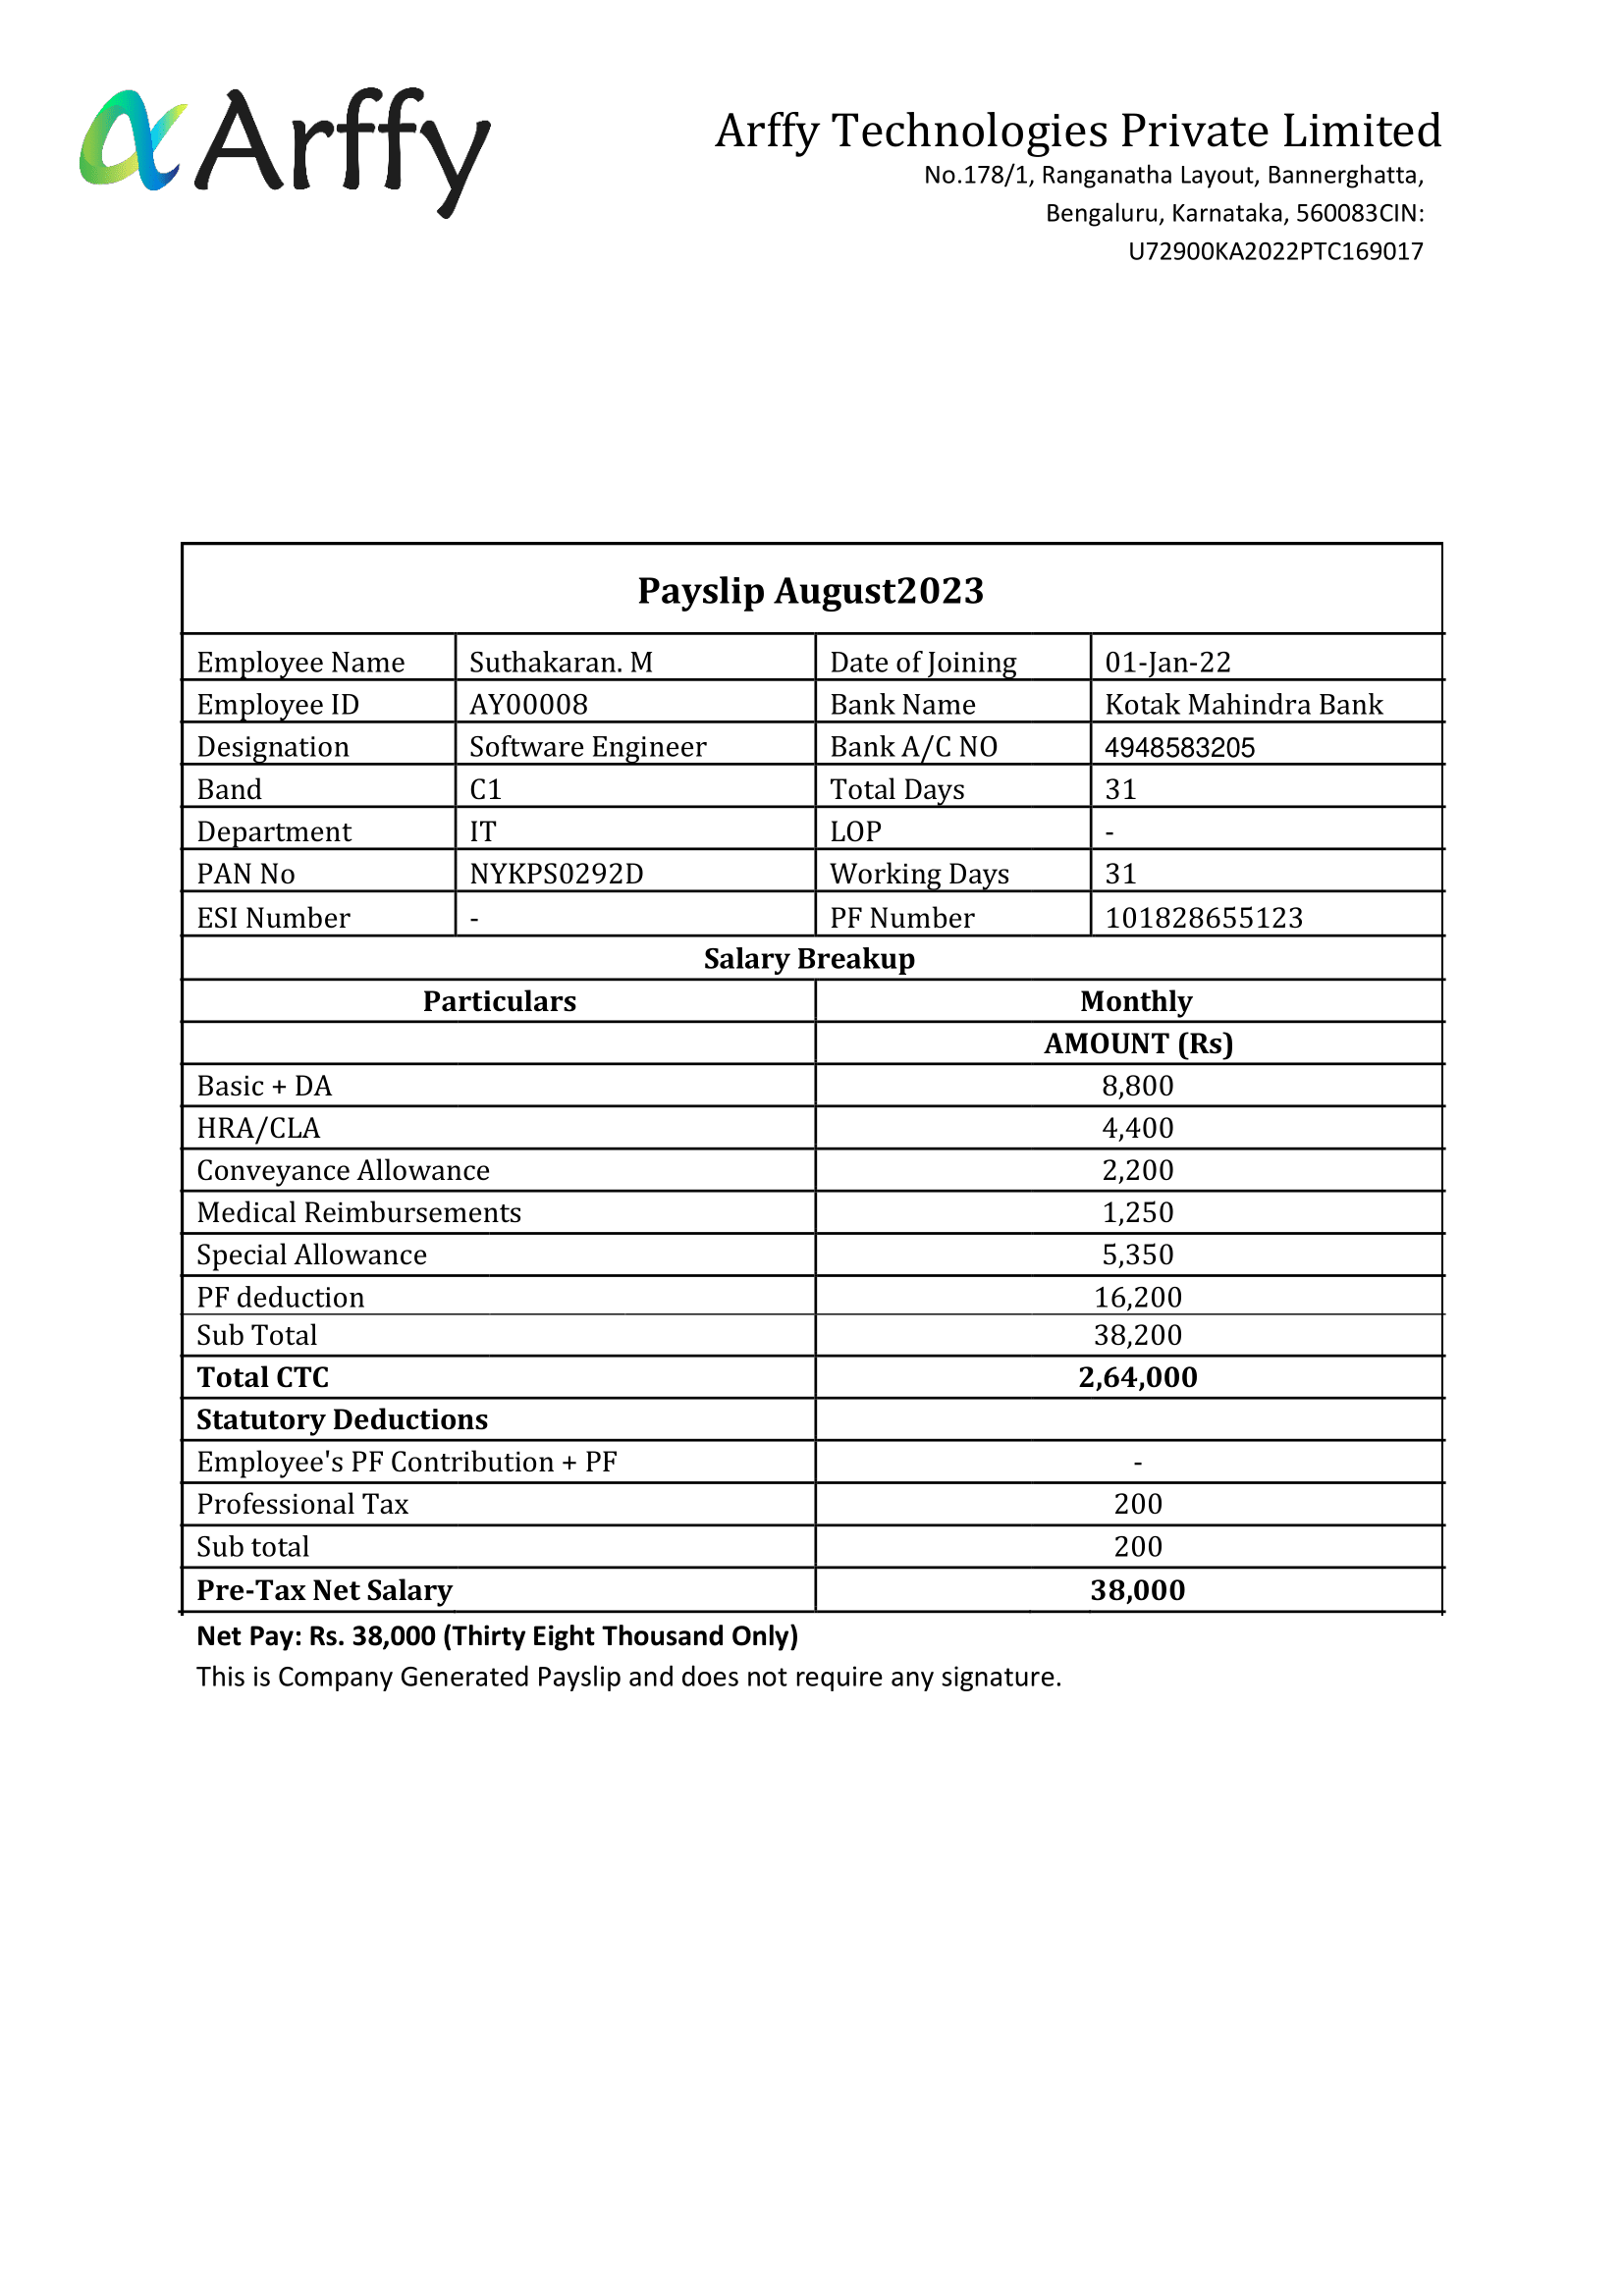 Arffy
Arffy Technologies Private Limited
No.178/1, Ranganatha Layout, Bannerghatta,
Bengaluru, Karnataka, 560083CIN:
U72900KA2022PTC169017
Payslip August2023
Employee Name Suthakaran. M Date of Joining 01-Jan-22
Employee ID AY00008 Bank Name Kotak Mahindra Bank
Designation Software Engineer Bank A/C NO 4948583205
Band C1 Total Days 31
Department IT LOP -
PAN No NYKPS0292D Working Days 31
ESI Number - PF Number 101828655123
Salary Breakup
Particulars Monthly
AMOUNT (Rs)
Basic + DA 8,800
HRA/CLA 4,400
Conveyance Allowance 2,200
Medical Reimbursements 1,250
Special Allowance 5,350
PF deduction 16,200
Sub Total 38,200
Total CTC 2,64,000
Statutory Deductions
Employee's PF Contribution + PF -
Professional Tax 200
Sub total 200
Pre-Tax Net Salary 38,000
Net Pay: Rs. 38,000 (Thirty Eight Thousand Only)
This is Company Generated Payslip and does not require any signature.